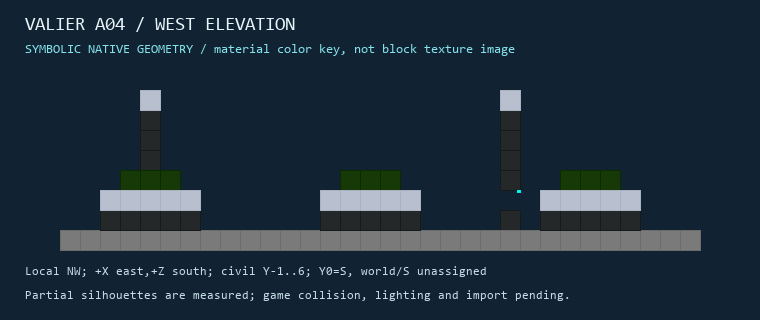 VALIER A04 / WEST ELEVATION
SYMBOLIC NATIVE GEOMETRY / material color key, not block texture image
Local NW; +X east,+Z south; civil Y-1..6; Y0=S, world/S unassigned
Partial silhouettes are measured; game collision, lighting and import pending.